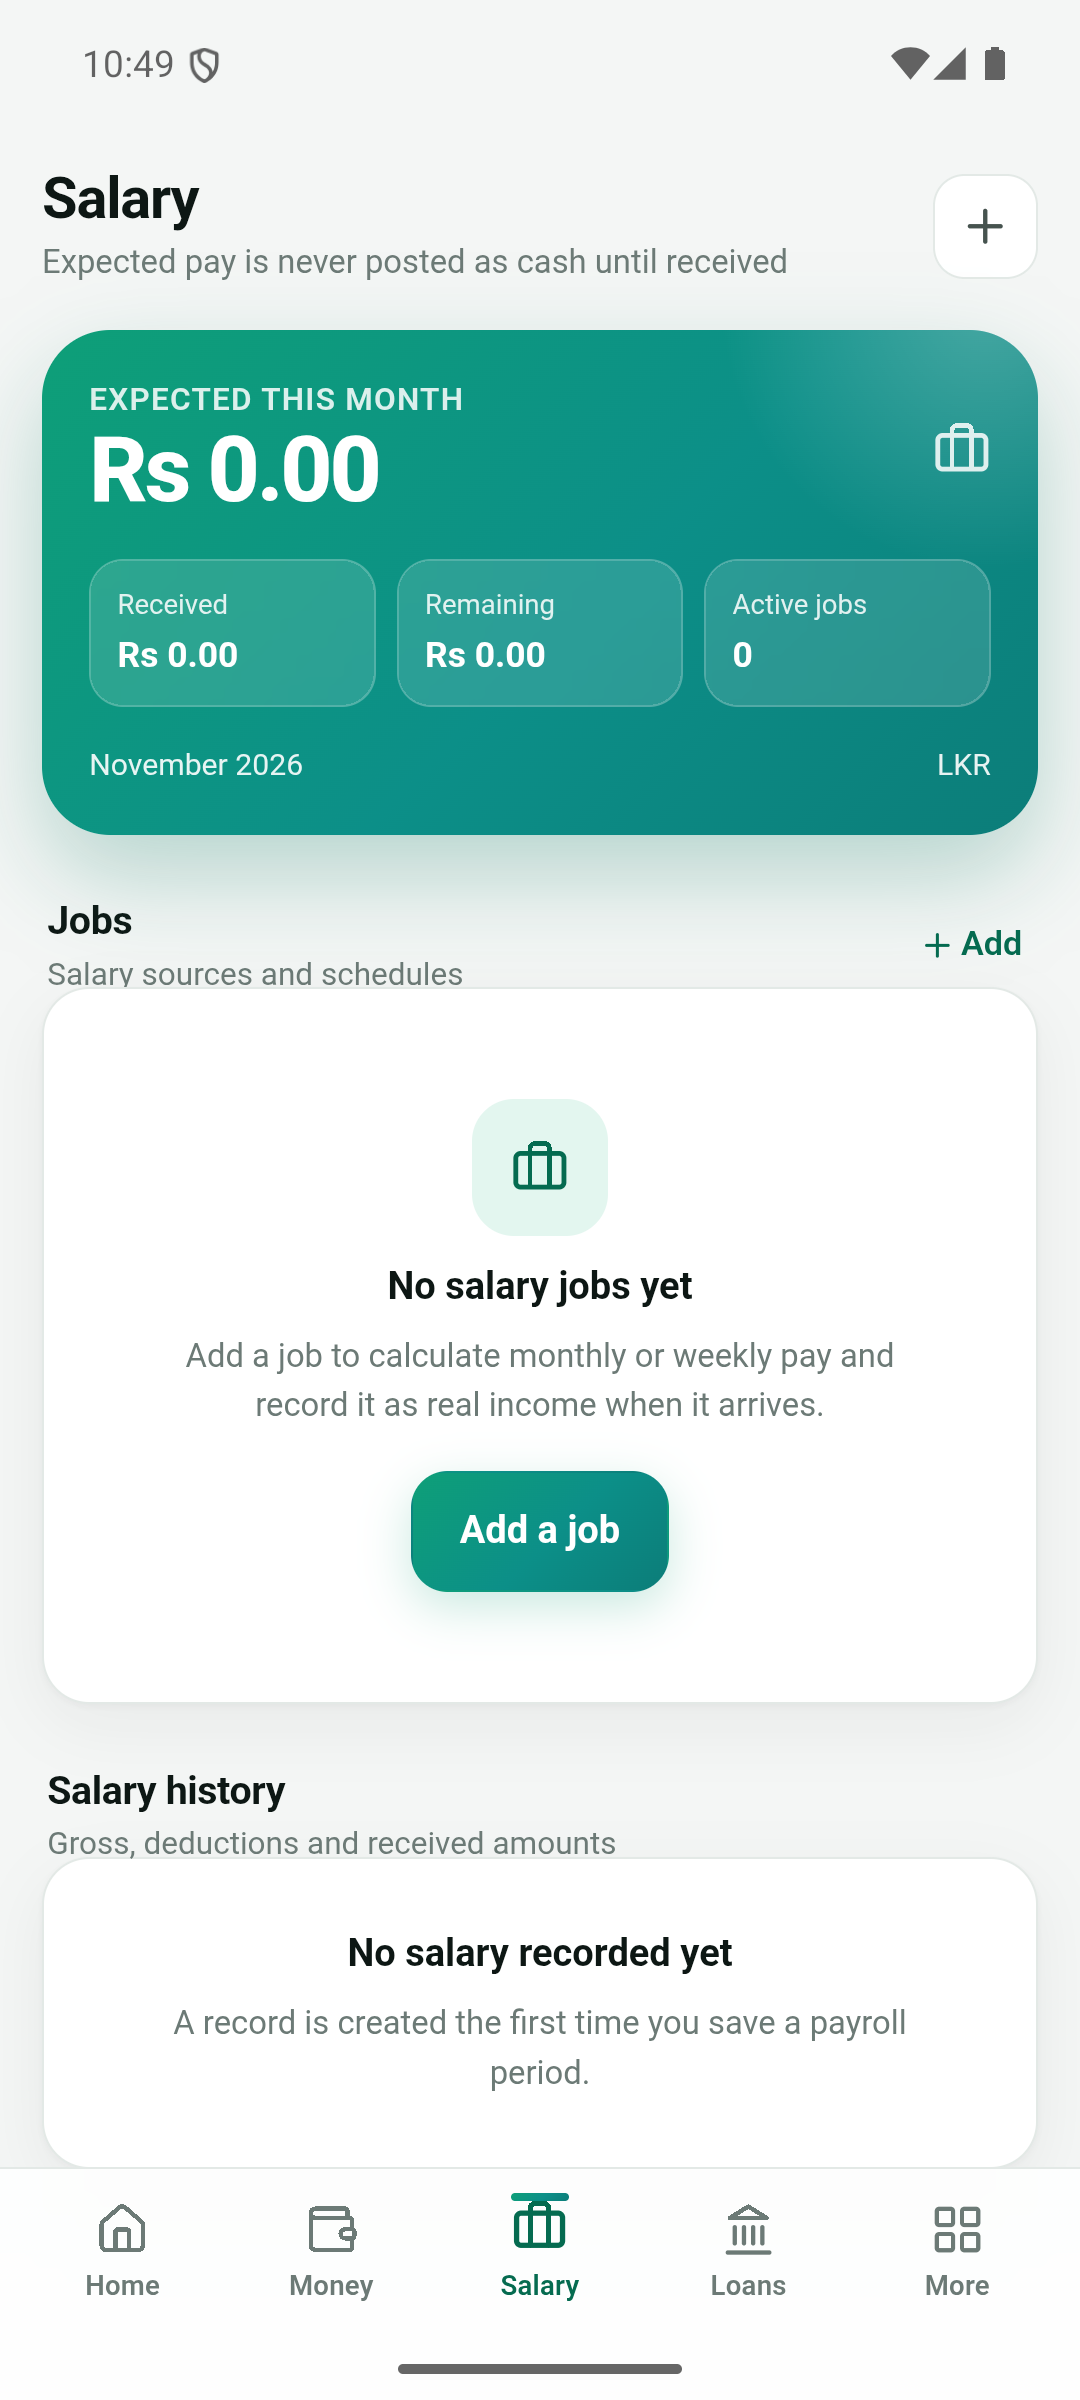 10:49
Salary
Expected pay is never posted as cash until received
EXPECTED THIS MONTH
Rs 0.00
Received
Rs 0.00
Remaining
Rs 0.00
Active jobs
0
November 2026
LKR
Jobs
Salary sources and schedules
Add
No salary jobs yet
Add a job to calculate monthly or weekly pay and
record it as real income when it arrives.
Add a job
Salary history
Gross, deductions and received amounts
No salary recorded yet
A record is created the first time you save a payroll
period.
Home
Money
Salary
Loans
More